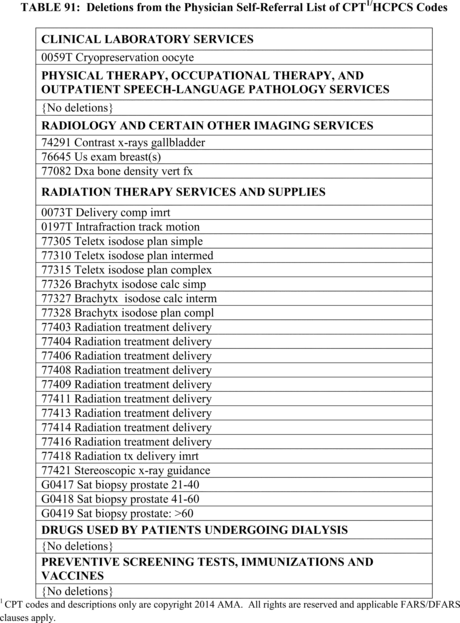 TABLE 91: Deletions from the Physician Self-Referral List of CPT1/HCPCS Codes
CLINICAL LABORATORY SERVICES
0059T Cryopreservation oocyte
PHYSICAL THERAPY, OCCUPATIONAL THERAPY, AND
OUTPATIENT SPEECH-LANGUAGE PATHOLOGY SERVICES
{No deletions}
RADIOLOGY AND CERTAIN OTHER IMAGING SERVICES
74291 Contrast x-rays gallbladder
76645 Us exam breast(s)
77082 Dxa bone density vert fx
RADIATION THERAPY SERVICES AND SUPPLIES
0073T Delivery comp imrt
0197T Intrafraction track motion
77305 Teletx isodose plan simple
77310 Teletx isodose plan intermed
77315 Teletx isodose plan complex
77326 Brachytx isodose calc simp
77327 Brachytx isodose calc interm
77328 Brachytx isodose plan compl
77403 Radiation treatment delivery
77404 Radiation treatment delivery
77406 Radiation treatment delivery
77408 Radiation treatment delivery
77409 Radiation treatment delivery
77411 Radiation treatment delivery
77413 Radiation treatment delivery
77414 Radiation treatment delivery
77416 Radiation treatment delivery
77418 Radiation tx delivery imrt
77421 Stereoscopic x-ray guidance
G0417 Sat biopsy prostate 21-40
G0418 Sat biopsy prostate 41-60
G0419 Sat biopsy prostate: >60
DRUGS USED BY PATIENTS UNDERGOING DIALYSIS
{No deletions}
PREVENTIVE SCREENING TESTS, IMMUNIZATIONS AND
VACCINES
{No deletions}
1 CPT codes and descriptions only are copyright 2014 AMA. All rights are reserved and applicable FARS/DFARS
clauses apply.